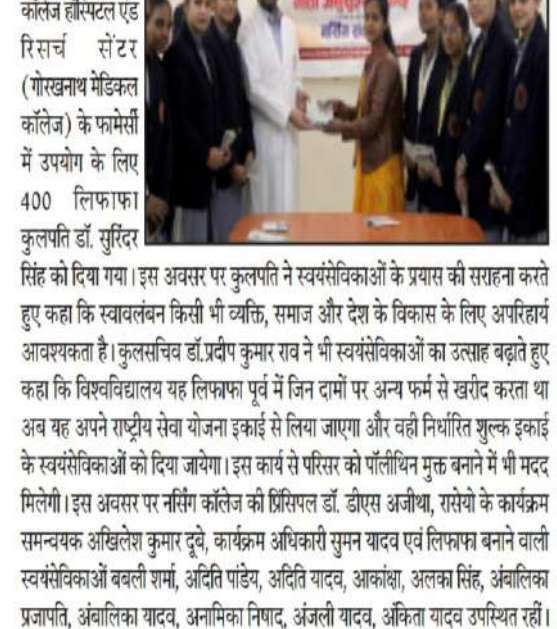 कॉलेज हॉस्पिटल एंड
रिसर्च सेंटर
(गोरखनाथ मेडिकल
कॉलेज) के फामेर्सी
में उपयोग के लिए
400 लिफाफा
कुलपति डॉ. सुरिंदर
सिंह को दिया गया। इस अवसर पर कुलपति ने स्वयंसेविकाओं के प्रयास की सराहना करते
हुए कहा कि स्वावलंबन किसी भी व्यक्ति, समाज और देश के विकास के लिए अपरिहार्य
आवश्यकता है। कुलसचिव डॉ.प्रदीप कुमार राव ने भी स्वयंसेविकाओं का उत्साह बढ़ाते हुए
कहा कि विश्वविद्यालय यह लिफाफा पूर्व में जिन दामों पर अन्य फर्म से खरीद करता था
अब यह अपने राष्ट्रीय सेवा योजना इकाई से लिया जाएगा और वही निर्धारित शुल्क इकाई
के स्वयंसेविकाओं को दिया जायेगा। इस कार्य से परिसर को पॉलीथिन मुक्त बनाने में भी मदद
मिलेगी। इस अवसर पर नर्सिंग कॉलेज की प्रिंसिपल डॉ. डीएस अजीथा, रासेयो के कार्यक्रम
समन्वयक अखिलेश कुमार दूबे, कार्यक्रम अधिकारी सुमन यादव एवं लिफाफा बनाने वाली
स्वयंसेविकाओं बबली शर्मा, अदिति पांडेय, अदिति यादव, आकांक्षा, अलका सिंह, अंबालिका
प्रजापति, अंबालिका यादव, अनामिका निषाद, अंजली यादव, अंकिता यादव उपस्थित रहीं।